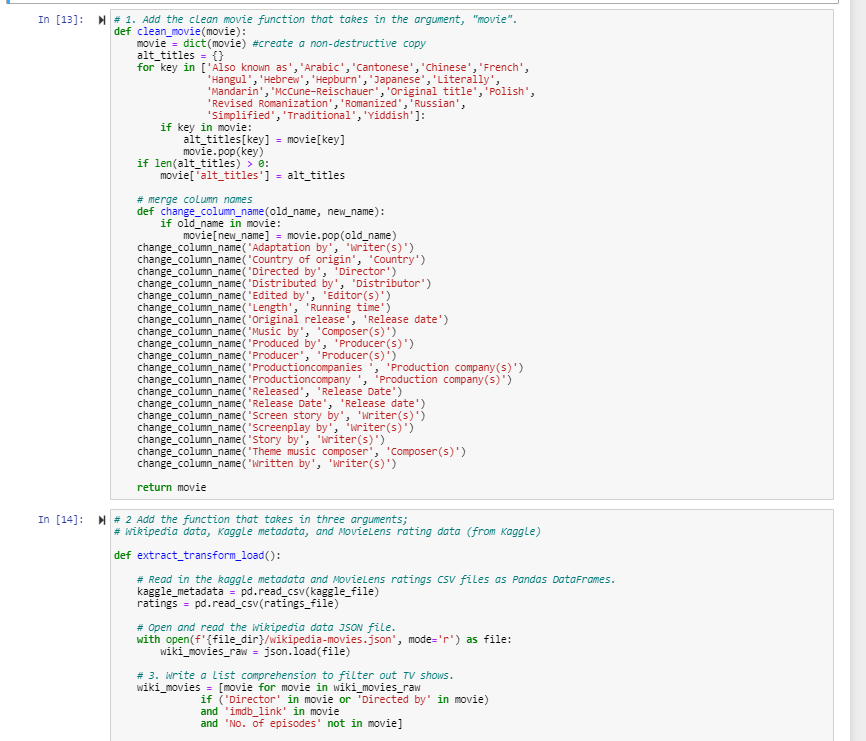 In [13]:
# 1. Add the clean movie function that takes in the argument, "movie".
def clean_movie(movie):
    movie = dict(movie) #create a non-destructive copy
    alt_titles = {}
    for key in ['Also known as','Arabic','Cantonese','Chinese','French',
                'Hangul','Hebrew','Hepburn','Japanese','Literally',
                'Mandarin','McCune–Reischauer','Original title','Polish',
                'Revised Romanization','Romanized','Russian',
                'Simplified','Traditional','Yiddish']:
        if key in movie:
            alt_titles[key] = movie[key]
            movie.pop(key)
    if len(alt_titles) > 0:
        movie['alt_titles'] = alt_titles
    # merge column names
    def change_column_name(old_name, new_name):
        if old_name in movie:
            movie[new_name] = movie.pop(old_name)
    change_column_name('Adaptation by', 'Writer(s)')
    change_column_name('Country of origin', 'Country')
    change_column_name('Directed by', 'Director')
    change_column_name('Distributed by', 'Distributor')
    change_column_name('Edited by', 'Editor(s)')
    change_column_name('Length', 'Running time')
    change_column_name('Original release', 'Release date')
    change_column_name('Music by', 'Composer(s)')
    change_column_name('Produced by', 'Producer(s)')
    change_column_name('Producer', 'Producer(s)')
    change_column_name('Productioncompanies ', 'Production company(s)')
    change_column_name('Productioncompany ', 'Production company(s)')
    change_column_name('Released', 'Release Date')
    change_column_name('Release Date', 'Release date')
    change_column_name('Screen story by', 'Writer(s)')
    change_column_name('Screenplay by', 'Writer(s)')
    change_column_name('Story by', 'Writer(s)')
    change_column_name('Theme music composer', 'Composer(s)')
    change_column_name('Written by', 'Writer(s)')
    return movie
In [14]:
# 2 Add the function that takes in three arguments;
# Wikipedia data, Kaggle metadata, and MovieLens rating data (from Kaggle)
def extract_transform_load():
    # Read in the kaggle metadata and MovieLens ratings CSV files as Pandas DataFrames.
    kaggle_metadata = pd.read_csv(kaggle_file)
    ratings = pd.read_csv(ratings_file)
    # Open and read the Wikipedia data JSON file.
    with open(f'{file_dir}/wikipedia-movies.json', mode='r') as file:
        wiki_movies_raw = json.load(file)
    # 3. Write a list comprehension to filter out TV shows.
    wiki_movies = [movie for movie in wiki_movies_raw
               if ('Director' in movie or 'Directed by' in movie)
               and 'imdb_link' in movie
               and 'No. of episodes' not in movie]